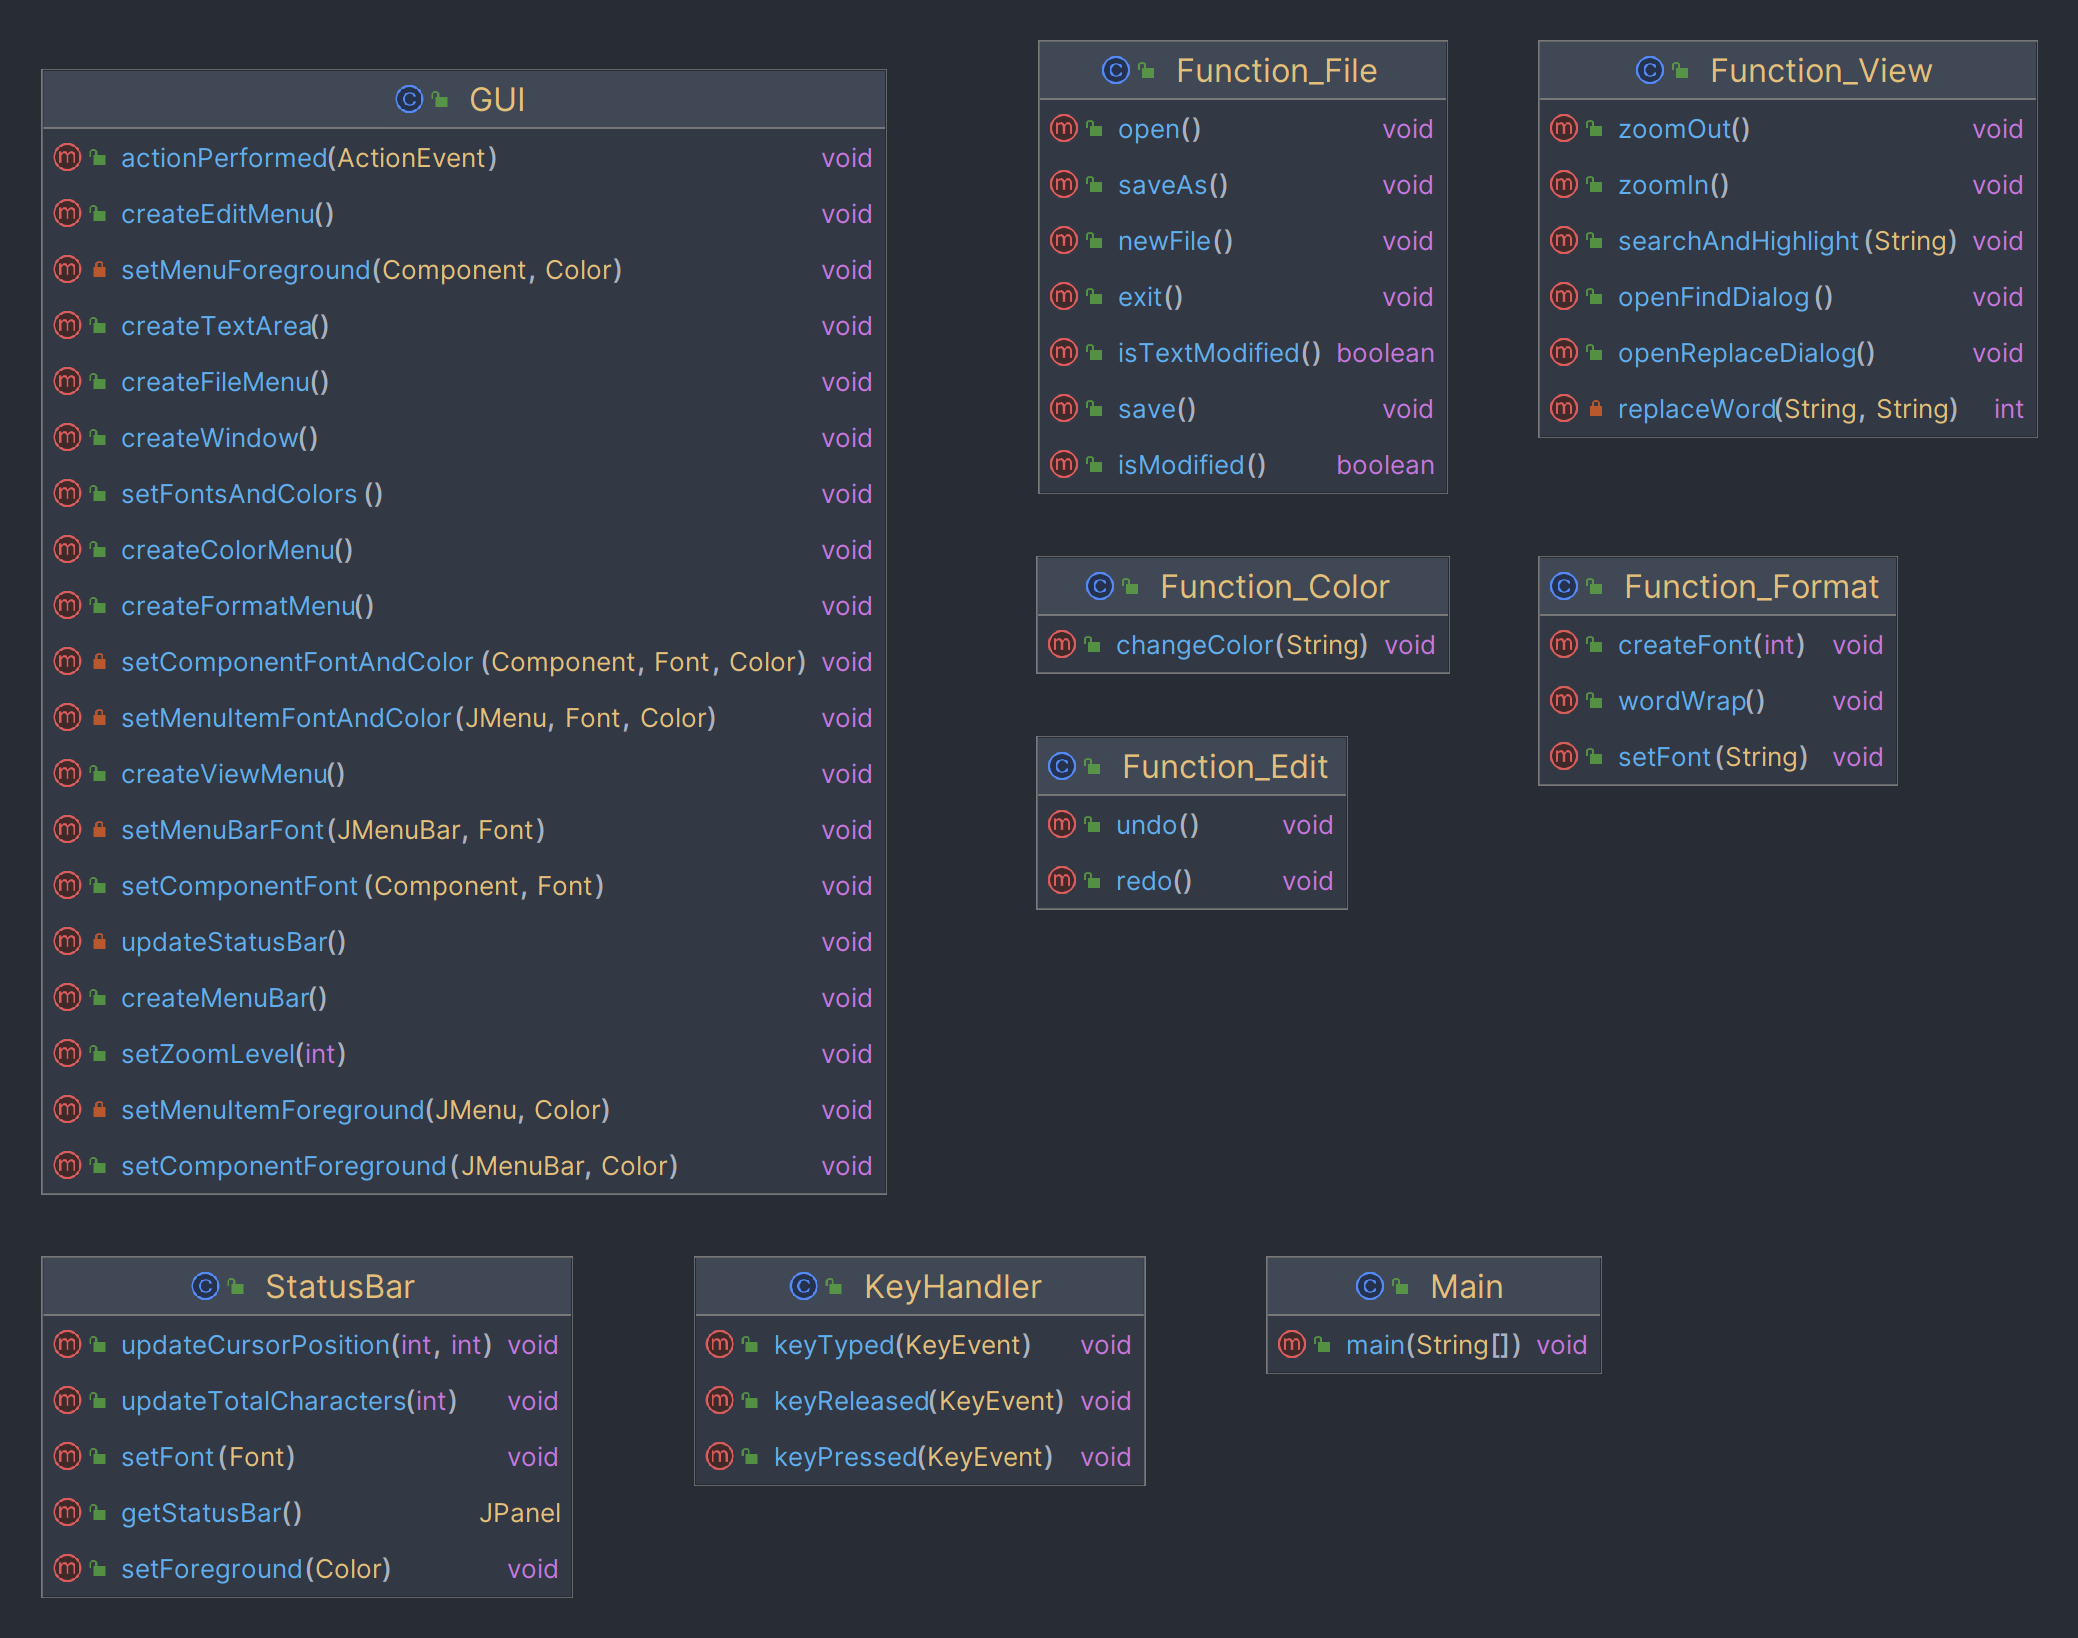 GUI
actionPerformed(ActionEvent) void
createEditMenu() void
setMenuForeground(Component, Color) void
createTextArea() void
createFileMenu() void
createWindow() void
setFontsAndColors() void
createColorMenu() void
createFormatMenu() void
setComponentFontAndColor(Component, Font, Color) void
setMenuItemFontAndColor(JMenu, Font, Color) void
createViewMenu() void
setMenuBarFont(JMenuBar, Font) void
setComponentFont(Component, Font) void
updateStatusBar() void
createMenuBar() void
setZoomLevel(int) void
setMenuItemForeground(JMenu, Color) void
setComponentForeground(JMenuBar, Color) void
Function_File
open() void
saveAs() void
newFile() void
exit() void
isTextModified() boolean
save() void
isModified() boolean
Function_View
zoomOut() void
zoomIn() void
searchAndHighlight(String) void
openFindDialog() void
openReplaceDialog() void
replaceWord(String, String) int
Function_Color
changeColor(String) void
Function_Format
createFont(int) void
wordWrap() void
setFont(String) void
Function_Edit
undo() void
redo() void
StatusBar
updateCursorPosition(int, int) void
updateTotalCharacters(int) void
setFont(Font) void
getStatusBar() JPanel
setForeground(Color) void
KeyHandler
keyTyped(KeyEvent) void
keyReleased(KeyEvent) void
keyPressed(KeyEvent) void
Main
main(String[]) void